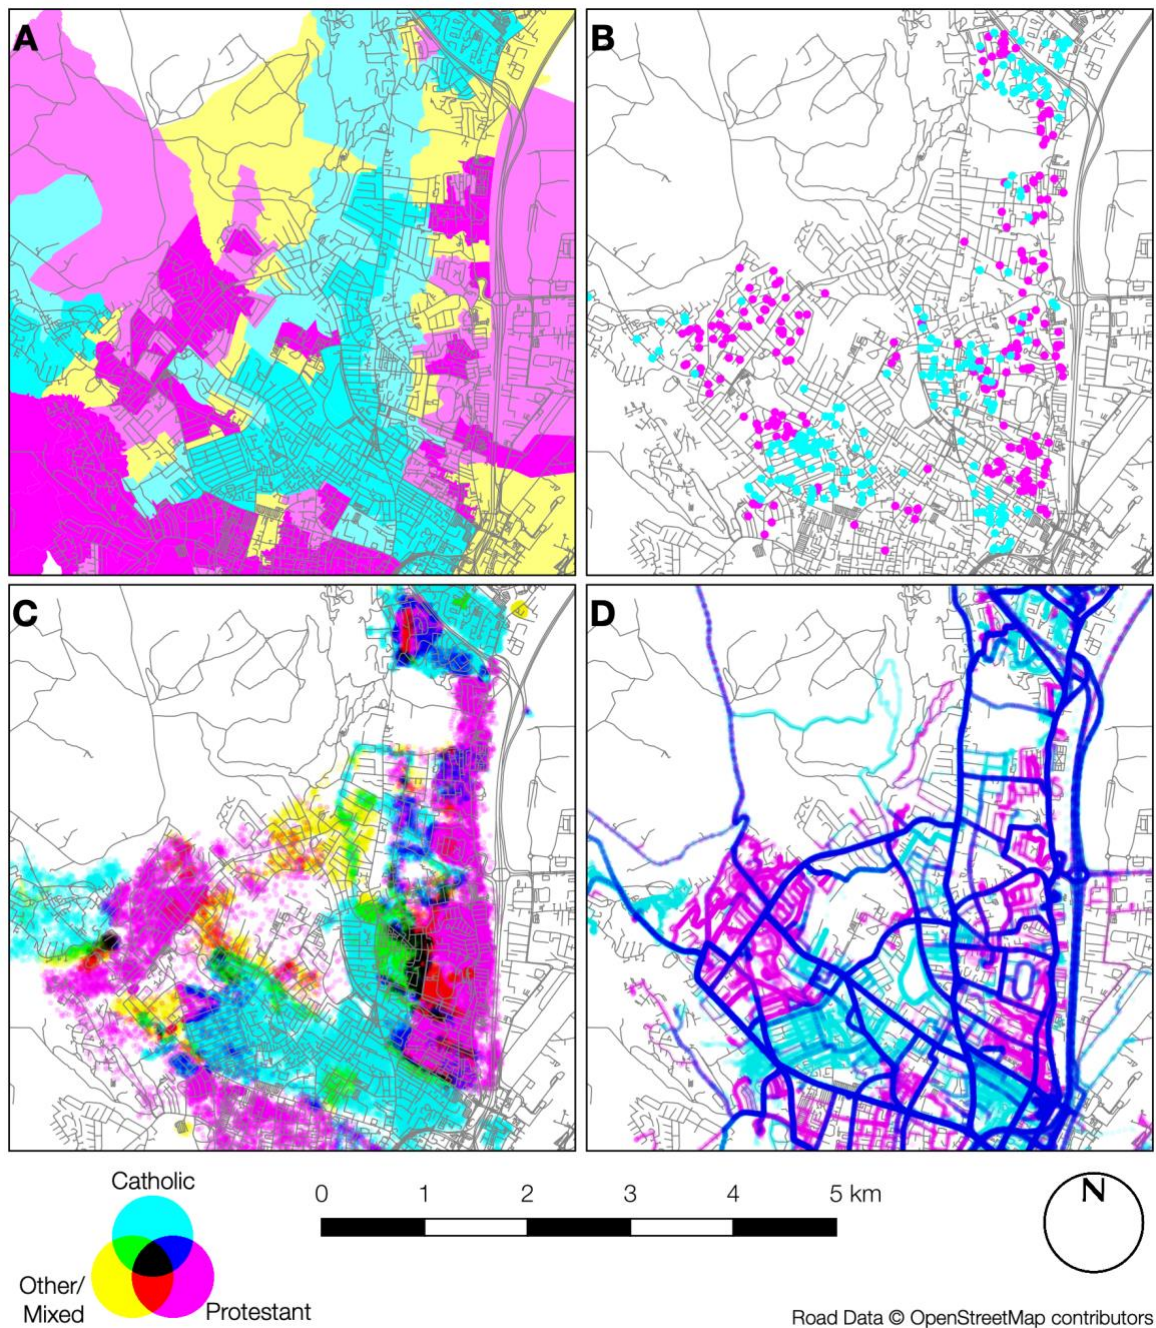 A
B
C
D
Catholic
Other/
Mixed
Protestant
0 1 2 3 4 5 km
N
Road Data © OpenStreetMap contributors